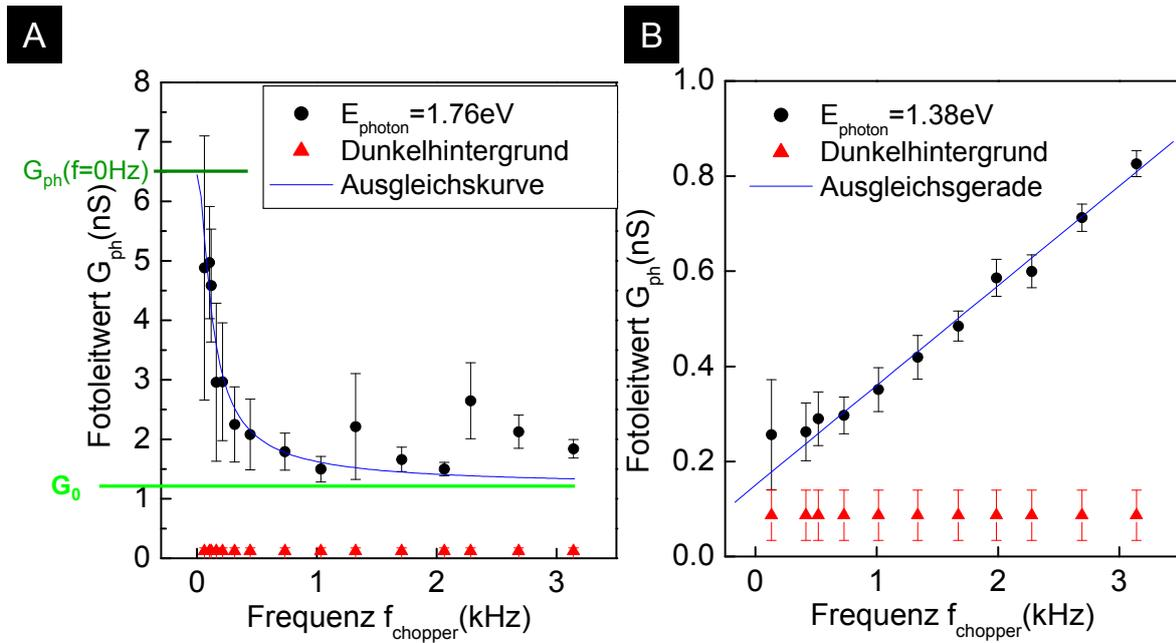 A
8
7
6
5
4
3
2
1
0
Fotoleitwert G_ph(nS)
G_ph(f=0Hz)
G_0
E_photon=1.76eV
Dunkelhintergrund
Ausgleichskurve
0 1 2 3
Frequenz f_chopper(kHz)
B
1.0
0.8
0.6
0.4
0.2
0.0
Fotoleitwert G_ph(nS)
E_photon=1.38eV
Dunkelhintergrund
Ausgleichsgerade
0 1 2 3
Frequenz f_chopper(kHz)